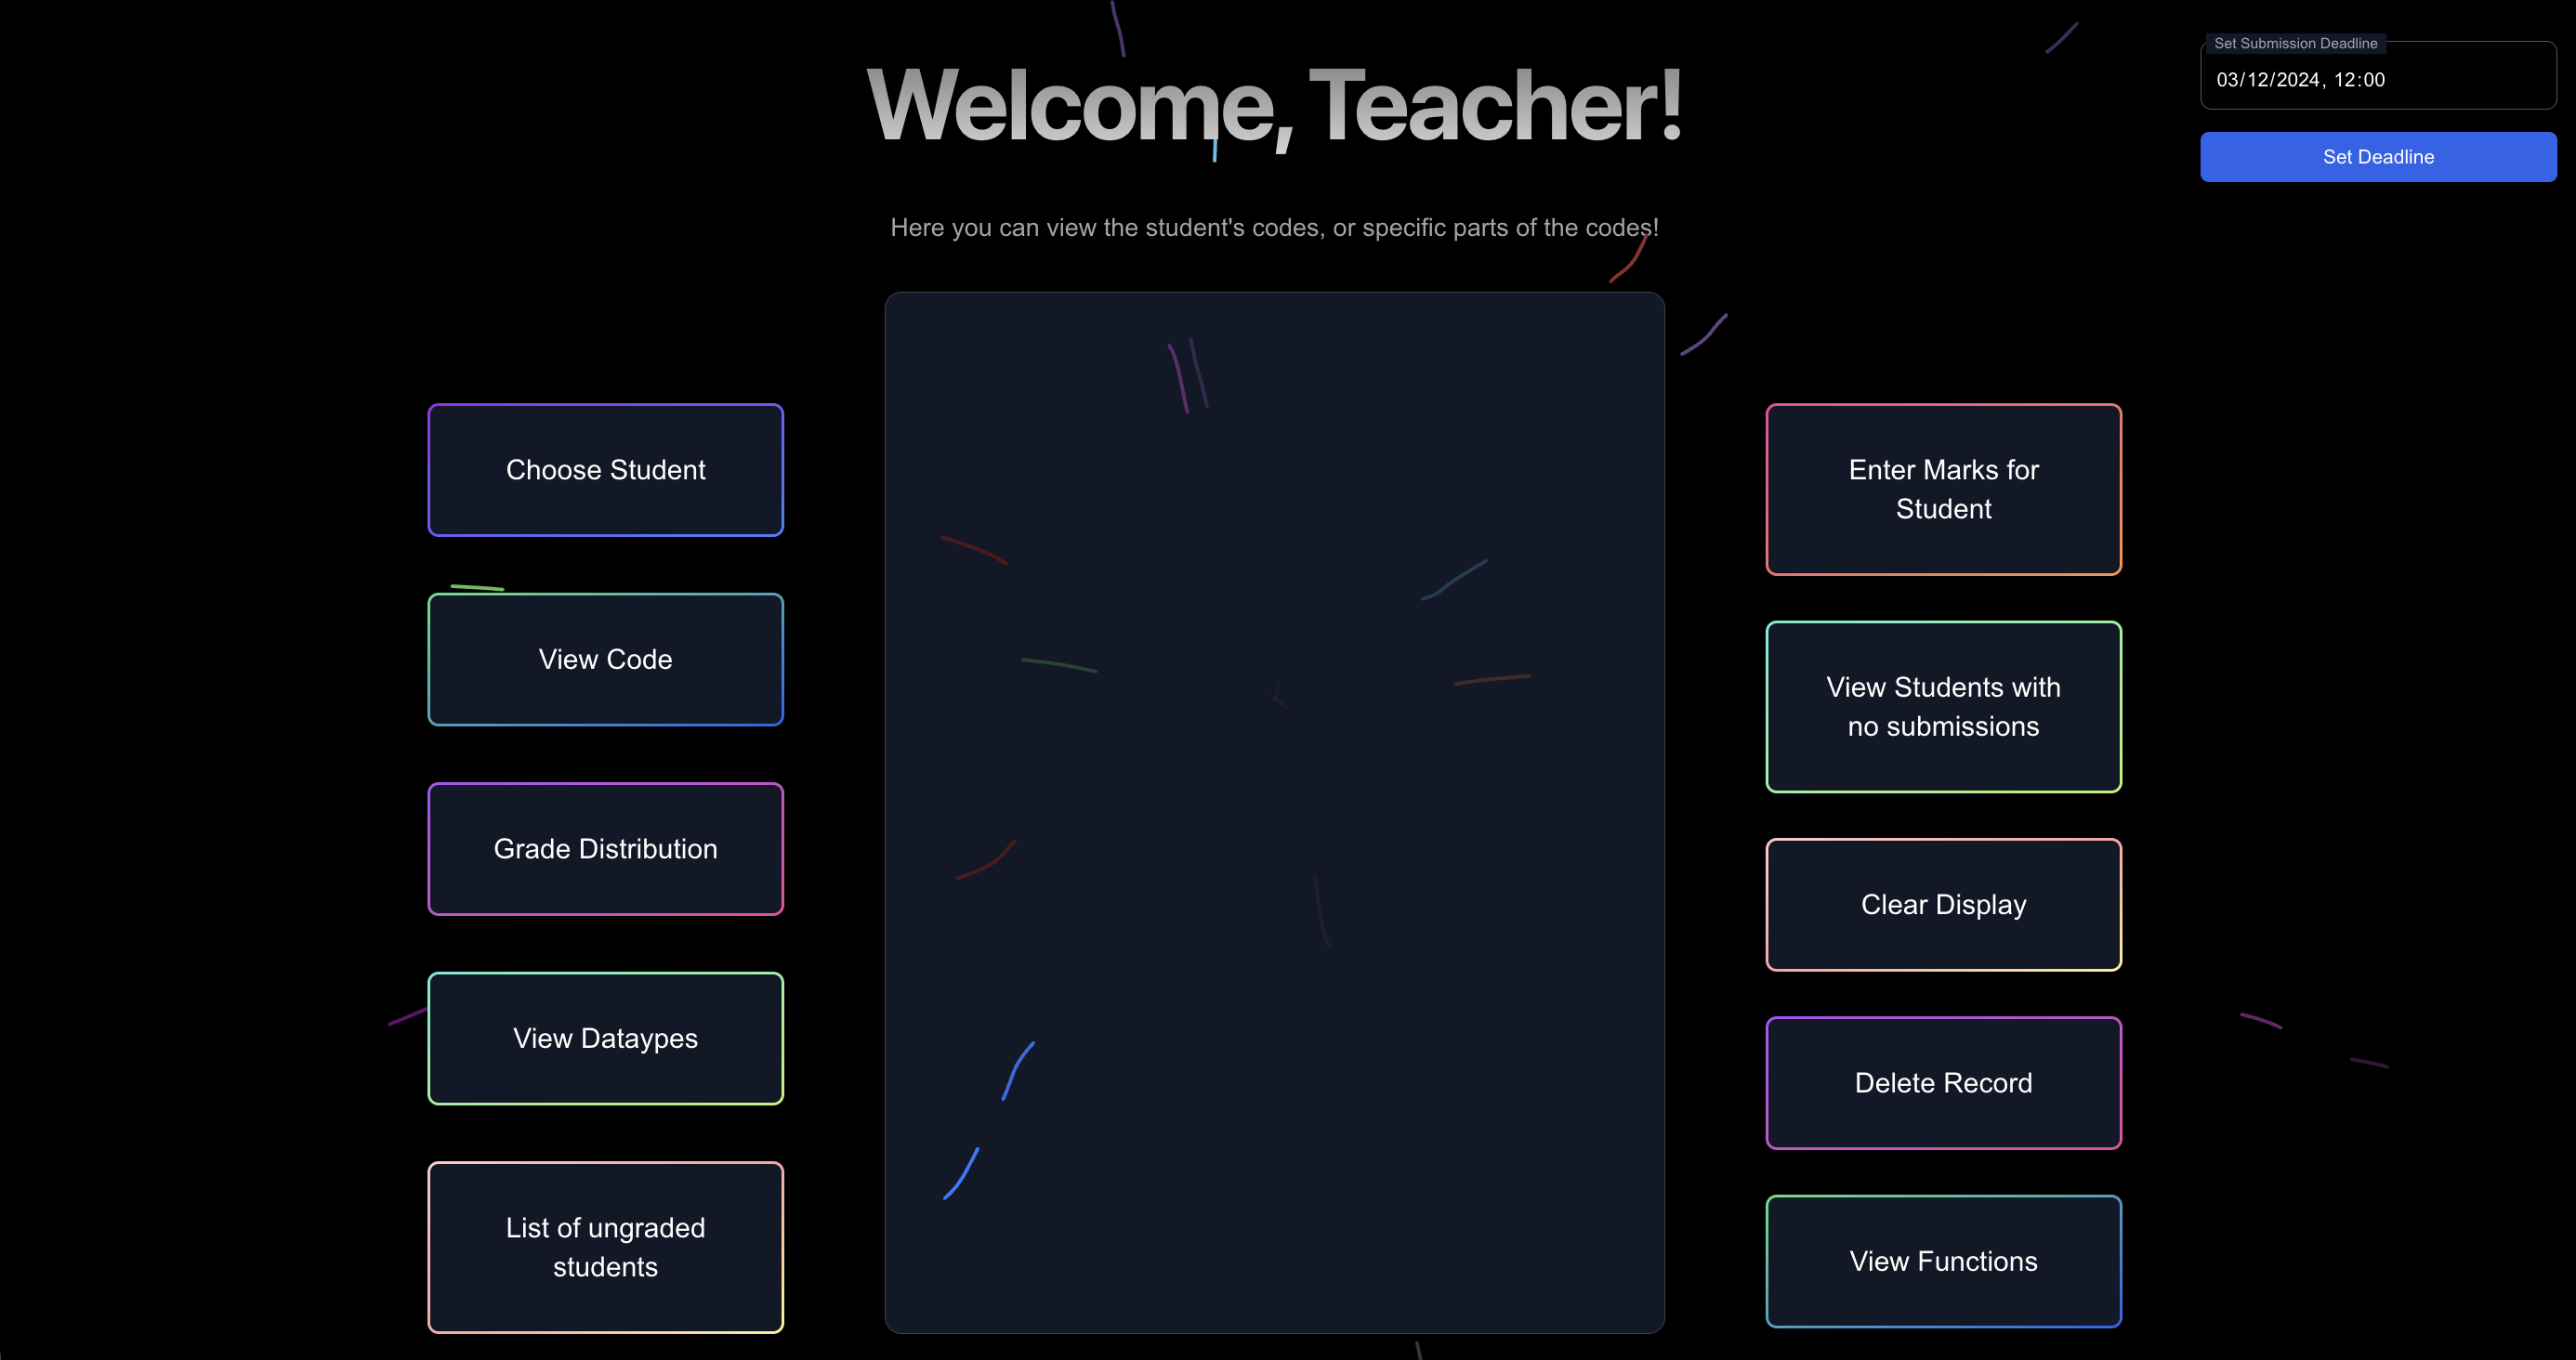 Welcome, Teacher!
Set Submission Deadline
03/12/2024, 12:00
Set Deadline
Here you can view the student's codes, or specific parts of the codes!
Choose Student
View Code
Grade Distribution
View Dataypes
List of ungraded
students
Enter Marks for
Student
View Students with
no submissions
Clear Display
Delete Record
View Functions